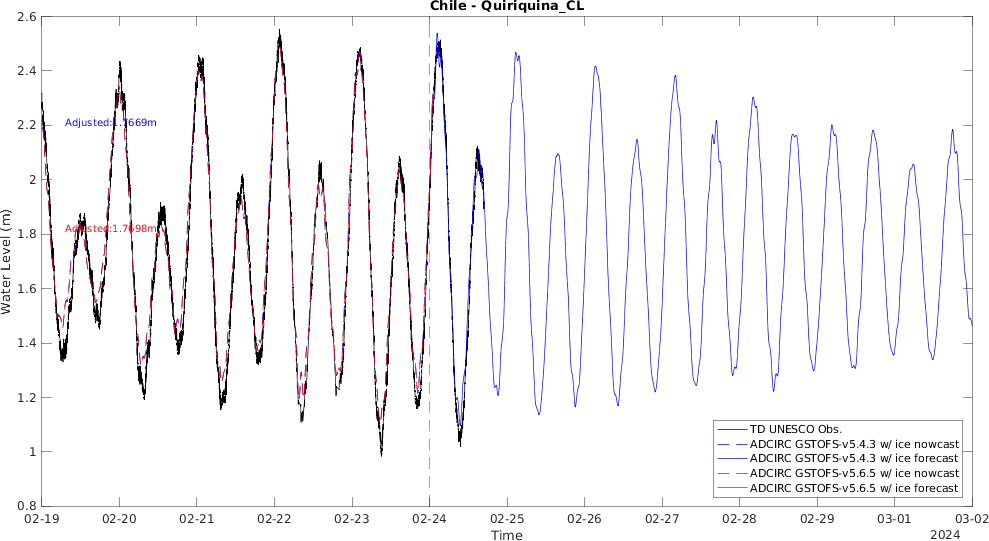 Chile - Quiriquina_CL
2.6
2.4
2.2
2
1.8
1.6
1.4
1.2
1
0.8
Water Level (m)
Adjusted:1.7669m
Adjusted:1.7698m
TD UNESCO Obs.
ADCIRC GSTOFS-v5.4.3 w/ ice nowcast
ADCIRC GSTOFS-v5.4.3 w/ ice forecast
ADCIRC GSTOFS-v5.6.5 w/ ice nowcast
ADCIRC GSTOFS-v5.6.5 w/ ice forecast
02-19 02-20 02-21 02-22 02-23 02-24 02-25 02-26 02-27 02-28 02-29 03-01 03-02
Time
2024